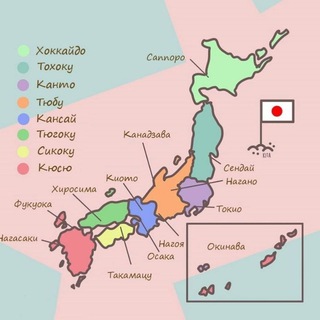 Хоккайдо
Тохоку
Канто
Тюбу
Кансай
Тюгоку
Сикоку
Кюсю
Саппоро
Канадзава
Сендай
Нагано
Токио
Киото
Хиросима
Фукуока
Нагасаки
Нагоя
Осака
Такамацу
Окинава